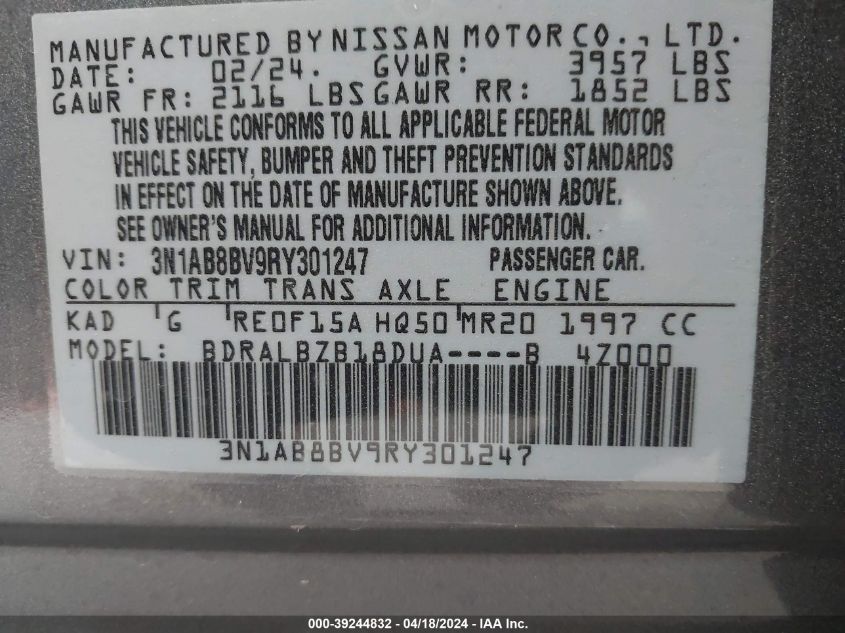 MANUFACTURED BY NISSAN MOTOR CO., LTD.
DATE: 02/24. GVWR: 3957 LBS
GAWR FR: 2116 LBS GAWR RR: 1852 LBS
THIS VEHICLE CONFORMS TO ALL APPLICABLE FEDERAL MOTOR
VEHICLE SAFETY, BUMPER AND THEFT PREVENTION STANDARDS
IN EFFECT ON THE DATE OF MANUFACTURE SHOWN ABOVE.
SEE OWNER'S MANUAL FOR ADDITIONAL INFORMATION.
VIN: 3N1AB8BV9RY301247 PASSENGER CAR.
COLOR TRIM TRANS AXLE ENGINE
KAD G RE0F15A HQ50 MR20 1997 CC
MODEL: BDRALBZB18DUA----B 4Z000
3N1AB8BV9RY301247
000-39244832 - 04/18/2024 - IAA Inc.